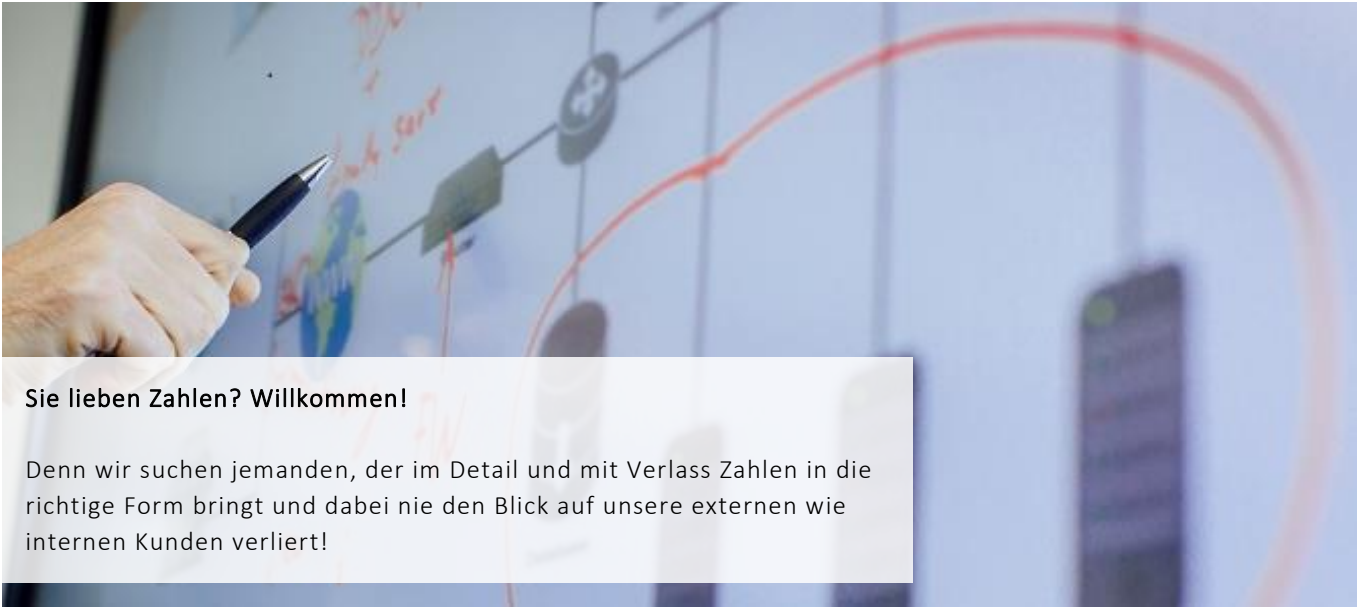 Sie lieben Zahlen? Willkommen!
Denn wir suchen jemanden, der im Detail und mit Verlass Zahlen in die
richtige Form bringt und dabei nie den Blick auf unsere externen wie
internen Kunden verliert!